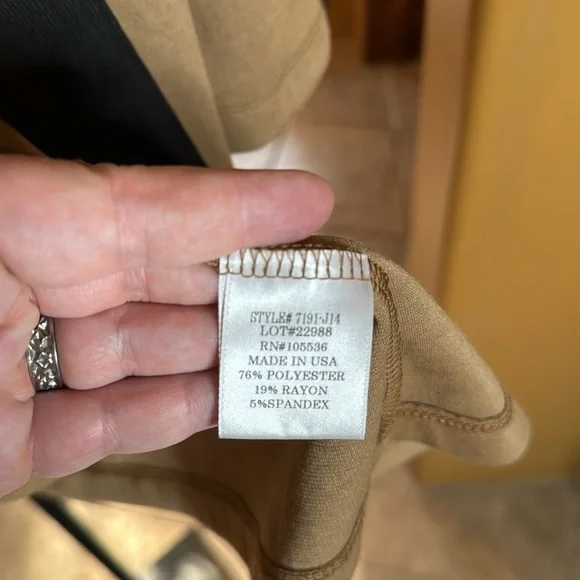 STYLE# 7191-J14
LOT#22988
RN#105536
MADE IN USA
76% POLYESTER
19% RAYON
5%SPANDEX